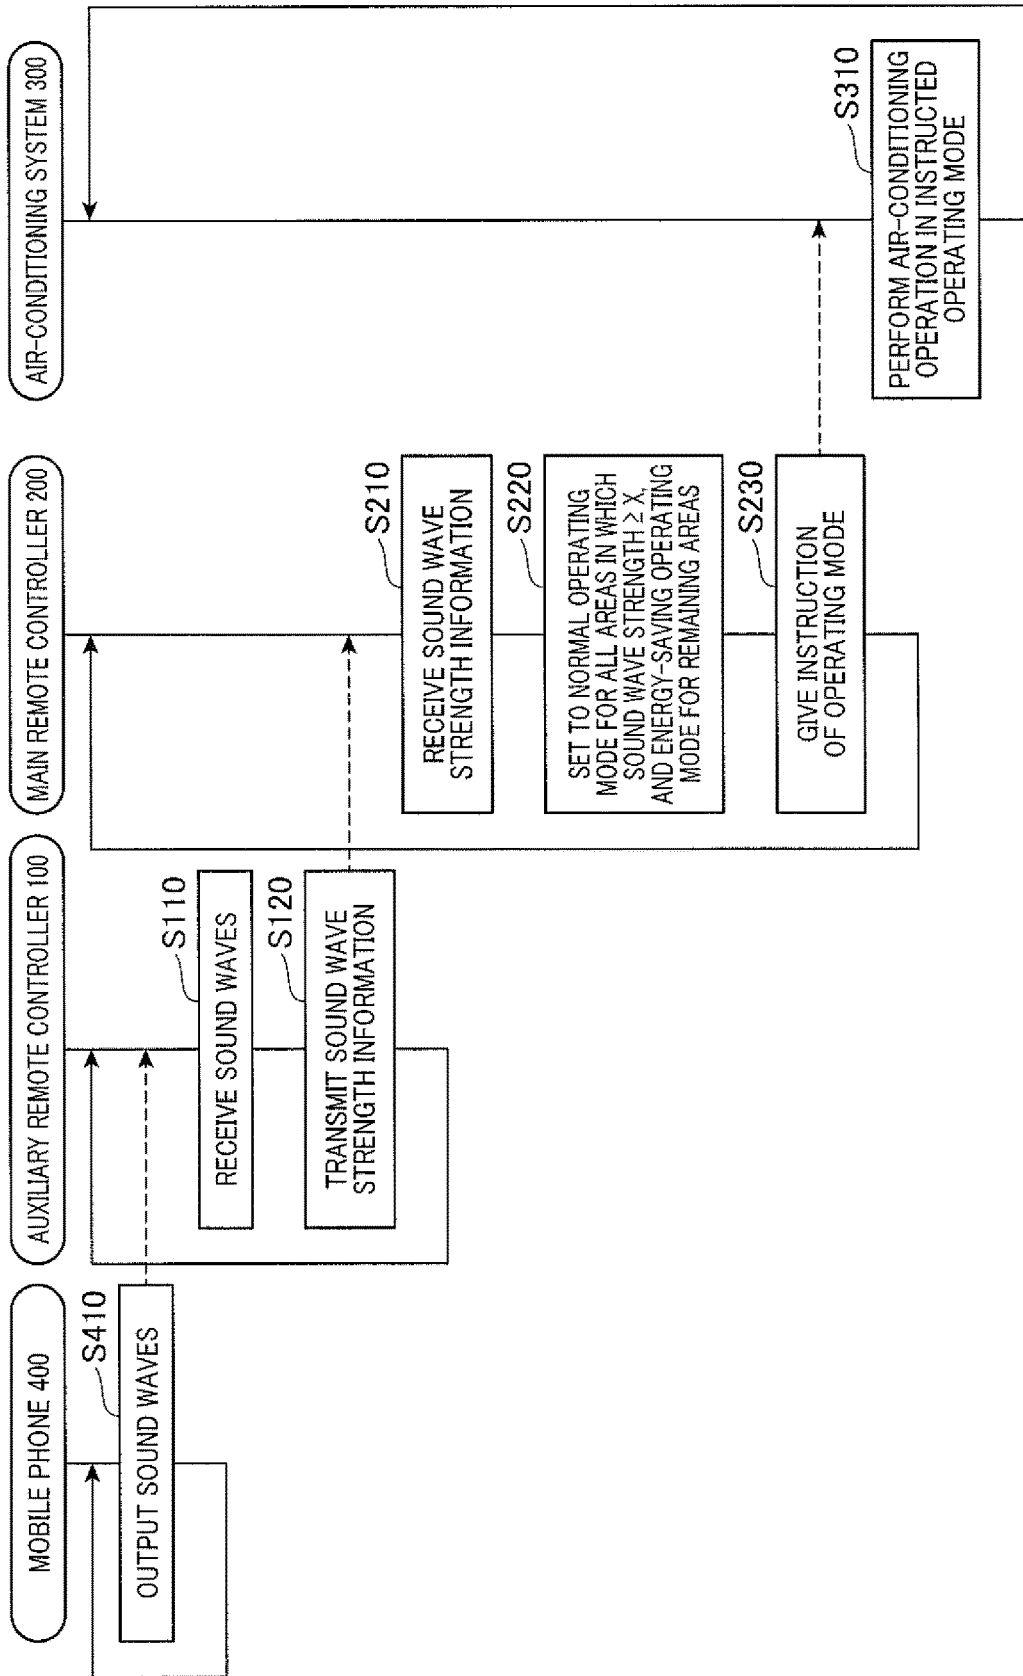 MOBILE PHONE 400
S410
OUTPUT SOUND WAVES
AUXILIARY REMOTE CONTROLLER 100
S110
RECEIVE SOUND WAVES
S120
TRANSMIT SOUND WAVE
STRENGTH INFORMATION
MAIN REMOTE CONTROLLER 200
S210
RECEIVE SOUND WAVE
STRENGTH INFORMATION
S220
SET TO NORMAL OPERATING
MODE FOR ALL AREAS IN WHICH
SOUND WAVE STRENGTH ≥ X,
AND ENERGY-SAVING OPERATING
MODE FOR REMAINING AREAS
S230
GIVE INSTRUCTION
OF OPERATING MODE
AIR-CONDITIONING SYSTEM 300
S310
PERFORM AIR-CONDITIONING
OPERATION IN INSTRUCTED
OPERATING MODE